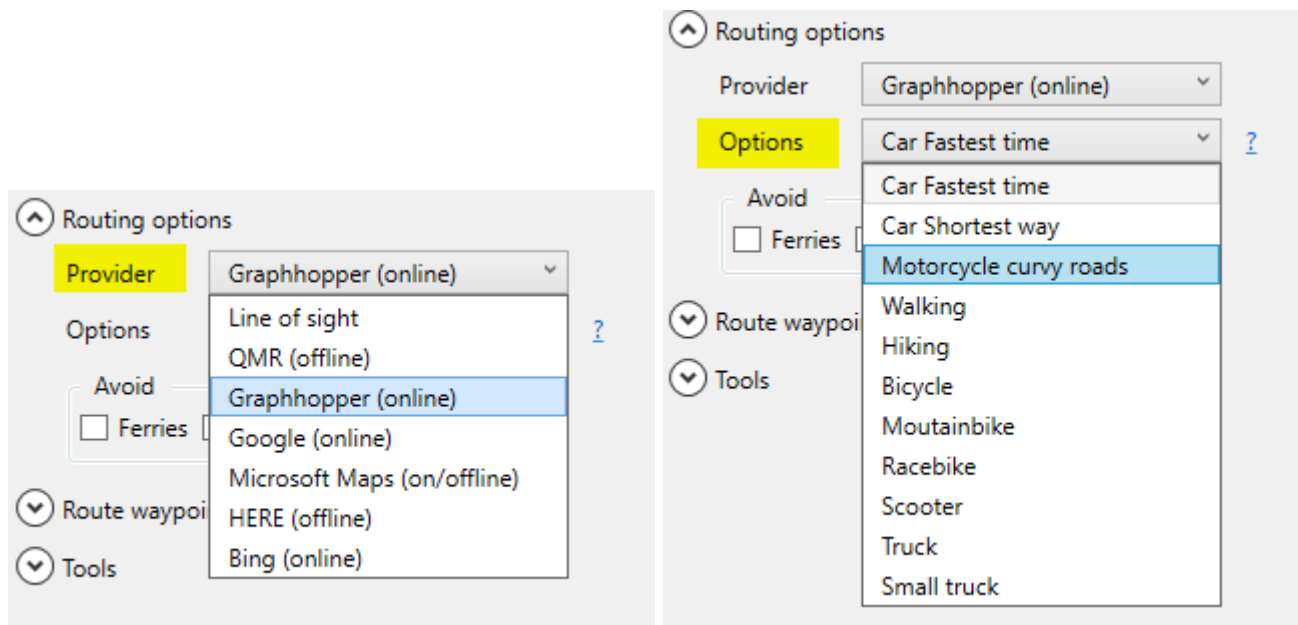 Routing options
Provider
Graphhopper (online)
Options
?
Line of sight
QMR (offline)
Graphhopper (online)
Google (online)
Microsoft Maps (on/offline)
HERE (offline)
Bing (online)
Avoid
Ferries
Route waypoi
Tools
Routing options
Provider
Graphhopper (online)
Options
Car Fastest time
?
Car Fastest time
Car Shortest way
Motorcycle curvy roads
Walking
Hiking
Bicycle
Moutainbike
Racebike
Scooter
Truck
Small truck
Avoid
Ferries
Route waypoi
Tools